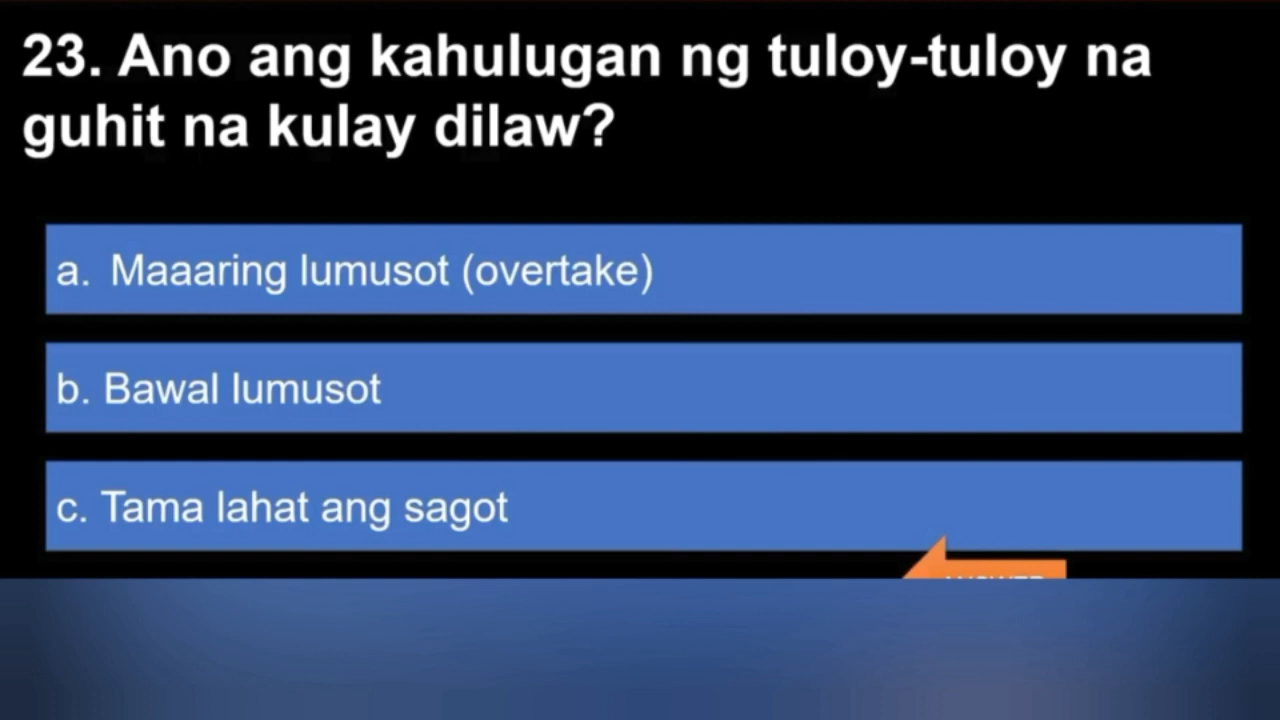 23. Ano ang kahulugan ng tuloy-tuloy na
guhit na kulay dilaw?
a. Maaaring lumusot (overtake)
b. Bawal lumusot
c. Tama lahat ang sagot